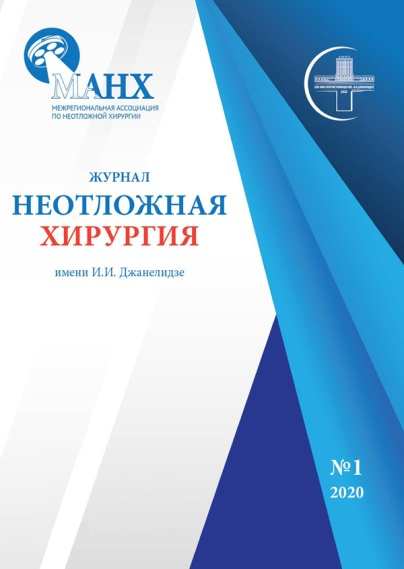 МАНХ
МЕЖРЕГИОНАЛЬНАЯ АССОЦИАЦИЯ
ПО НЕОТЛОЖНОЙ ХИРУРГИИ
ЖУРНАЛ
НЕОТЛОЖНАЯ
ХИРУРГИЯ
имени И.И. Джанелидзе
№1
2020